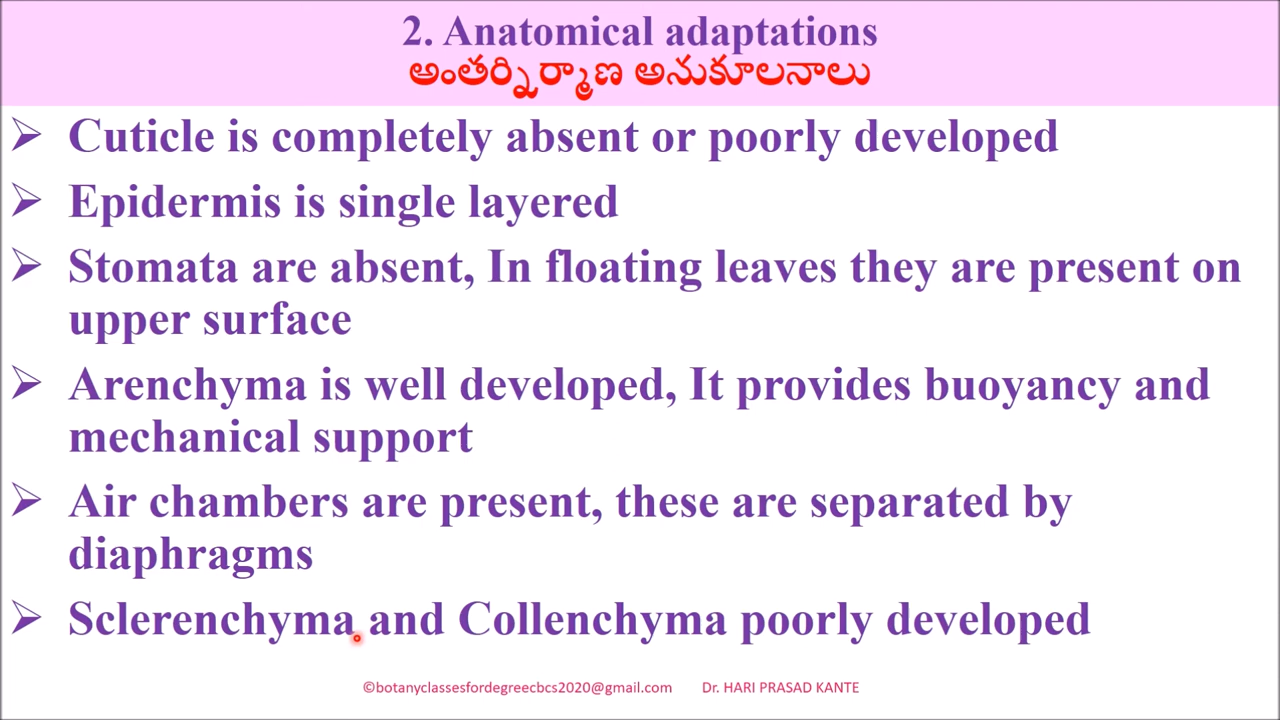 2. Anatomical adaptations
అంతర్నిర్మాణ అనుకూలనాలు
➢ Cuticle is completely absent or poorly developed
➢ Epidermis is single layered
➢ Stomata are absent, In floating leaves they are present on
upper surface
➢ Arenchyma is well developed, It provides buoyancy and
mechanical support
➢ Air chambers are present, these are separated by
diaphragms
➢ Sclerenchyma and Collenchyma poorly developed
©botanyclassesfordegreecbcs2020@gmail.com Dr. HARI PRASAD KANTE